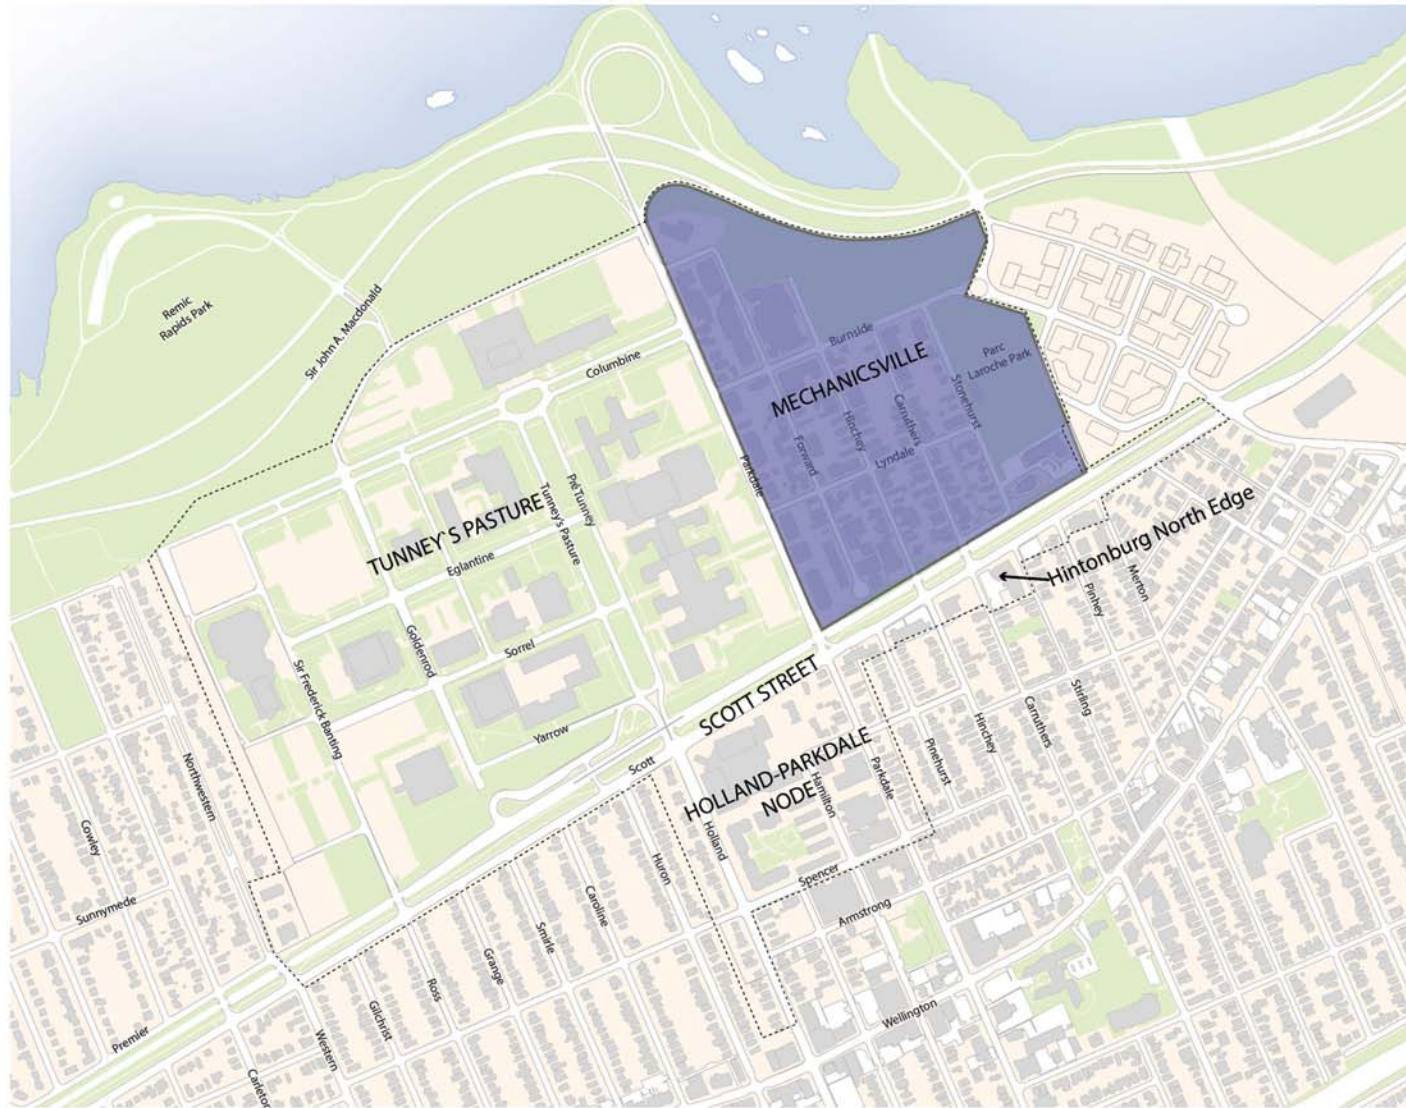 Remic
Rapids Park
Sir John A. Macdonald
Columbine
Burnside
MECHANICSVILLE
Parc
Laroche Park
Stonehurst
Carruthers
Hinchey
Lyndale
Forward
Parkdale
TUNNEY'S PASTURE
Pré Tunney
Tunney's Pasture
Eglantine
Goldenrod
Sorrel
Sir Frederick Banting
Yarrow
SCOTT STREET
Scott
Hintonburg North Edge
Merton
Pinhey
Stirling
Carruthers
Hinchey
Pinehurst
Parkdale
HOLLAND-PARKDALE
NODE
Hamilton
Holland
Spencer
Armstrong
Huron
Caroline
Smirle
Grange
Ross
Gilchrist
Western
Carleton
Northwestern
Cowley
Sunnymede
Premier
Wellington